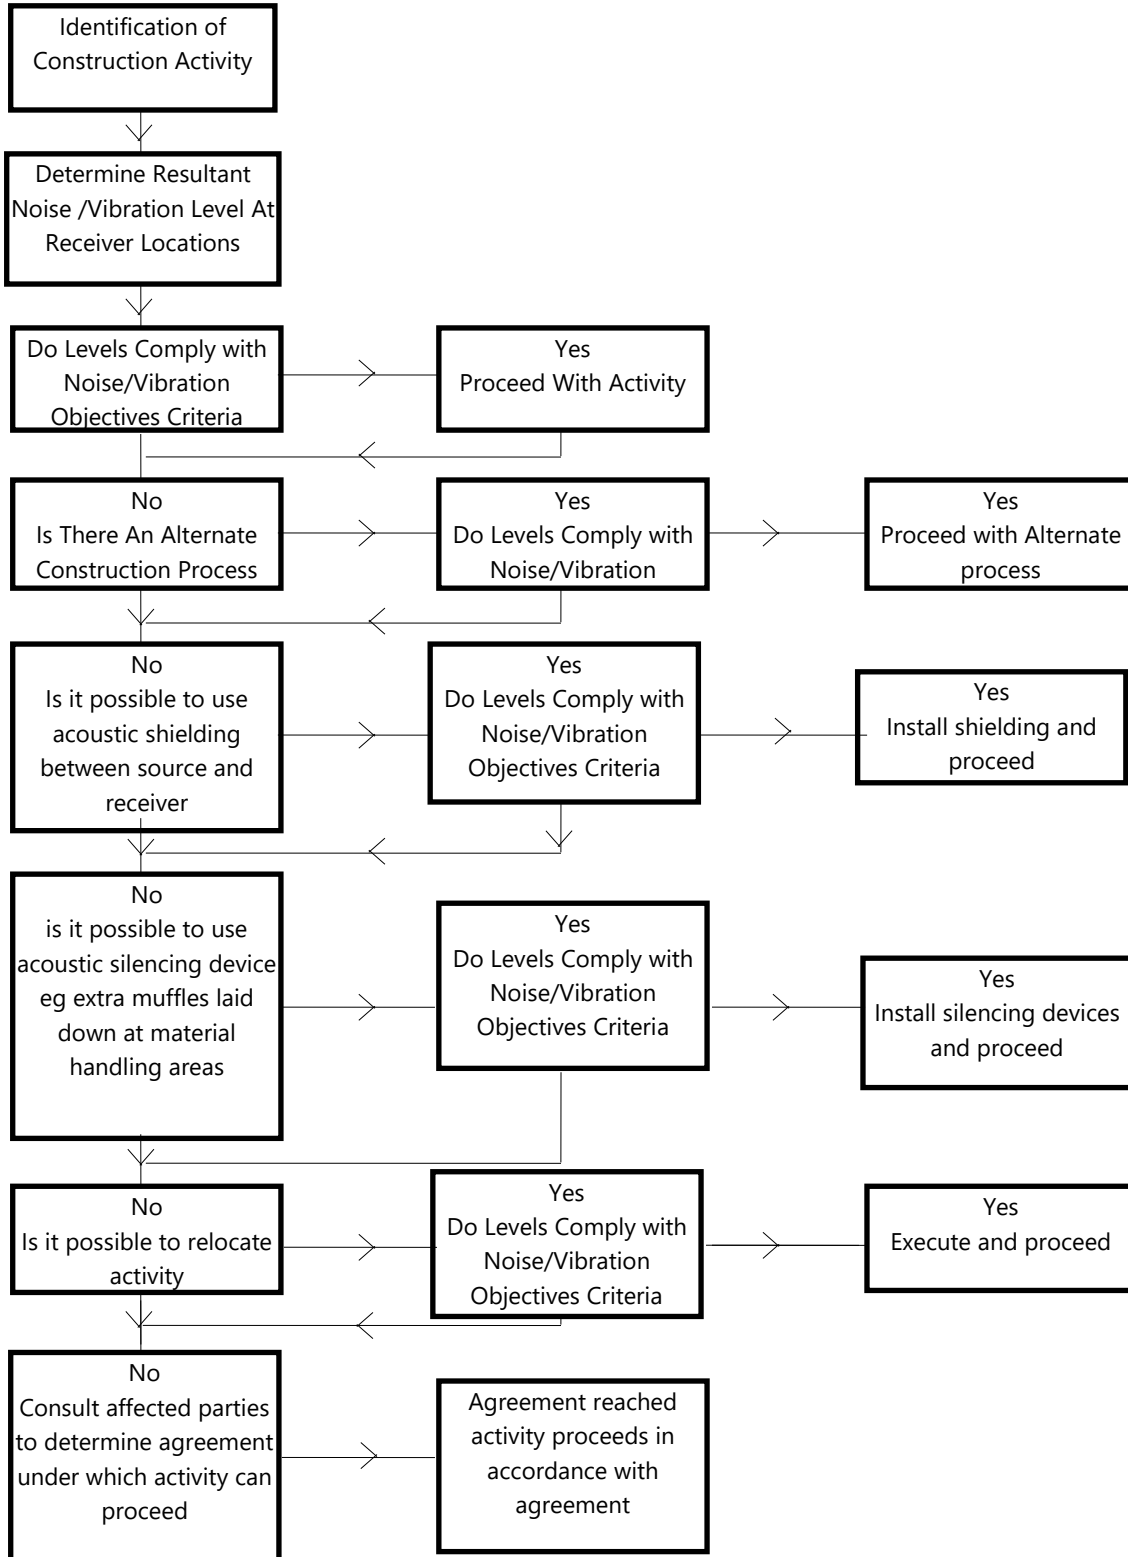 Identification of
Construction Activity
Determine Resultant
Noise /Vibration Level At
Receiver Locations
Do Levels Comply with
Noise/Vibration
Objectives Criteria
Yes
Proceed With Activity
No
Is There An Alternate
Construction Process
Yes
Do Levels Comply with
Noise/Vibration
Yes
Proceed with Alternate
process
No
Is it possible to use
acoustic shielding
between source and
receiver
Yes
Do Levels Comply with
Noise/Vibration
Objectives Criteria
Yes
Install shielding and
proceed
No
is it possible to use
acoustic silencing device
eg extra muffles laid
down at material
handling areas
Yes
Do Levels Comply with
Noise/Vibration
Objectives Criteria
Yes
Install silencing devices
and proceed
No
Is it possible to relocate
activity
Yes
Do Levels Comply with
Noise/Vibration
Objectives Criteria
Yes
Execute and proceed
No
Consult affected parties
to determine agreement
under which activity can
proceed
Agreement reached
activity proceeds in
accordance with
agreement